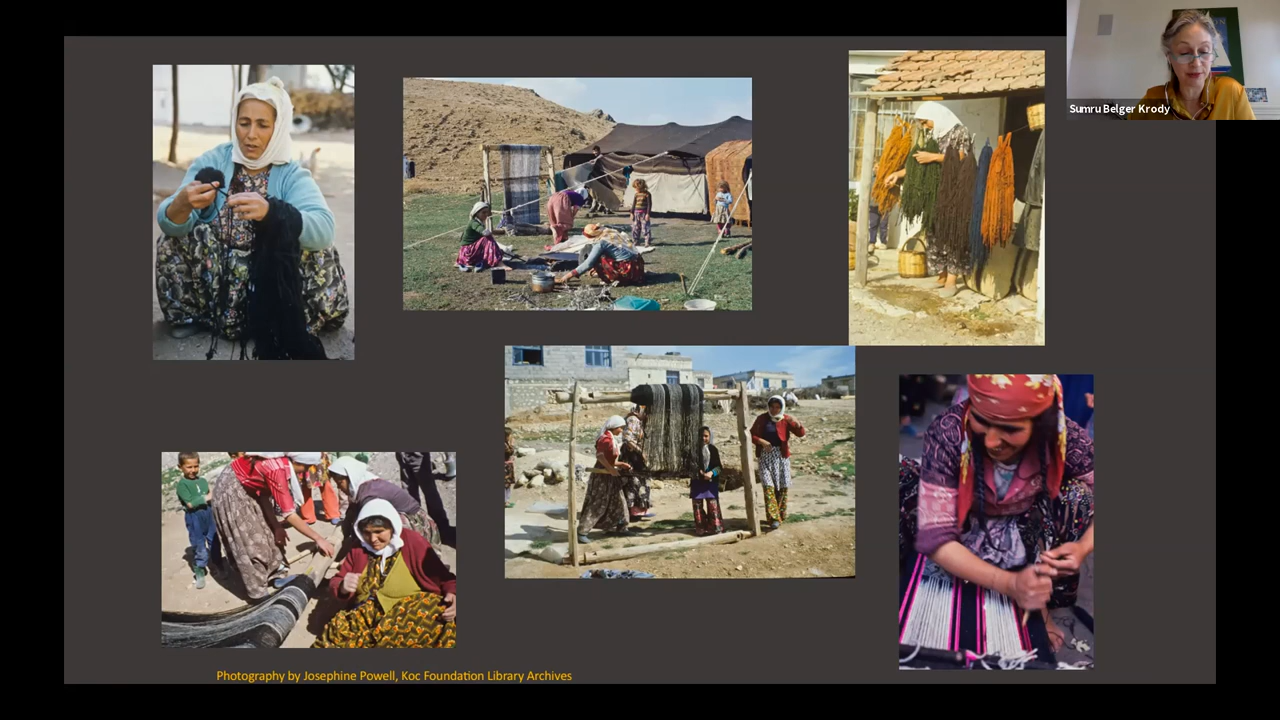 Sumru Belger Krody
Photography by Josephine Powell, Koc Foundation Library Archives